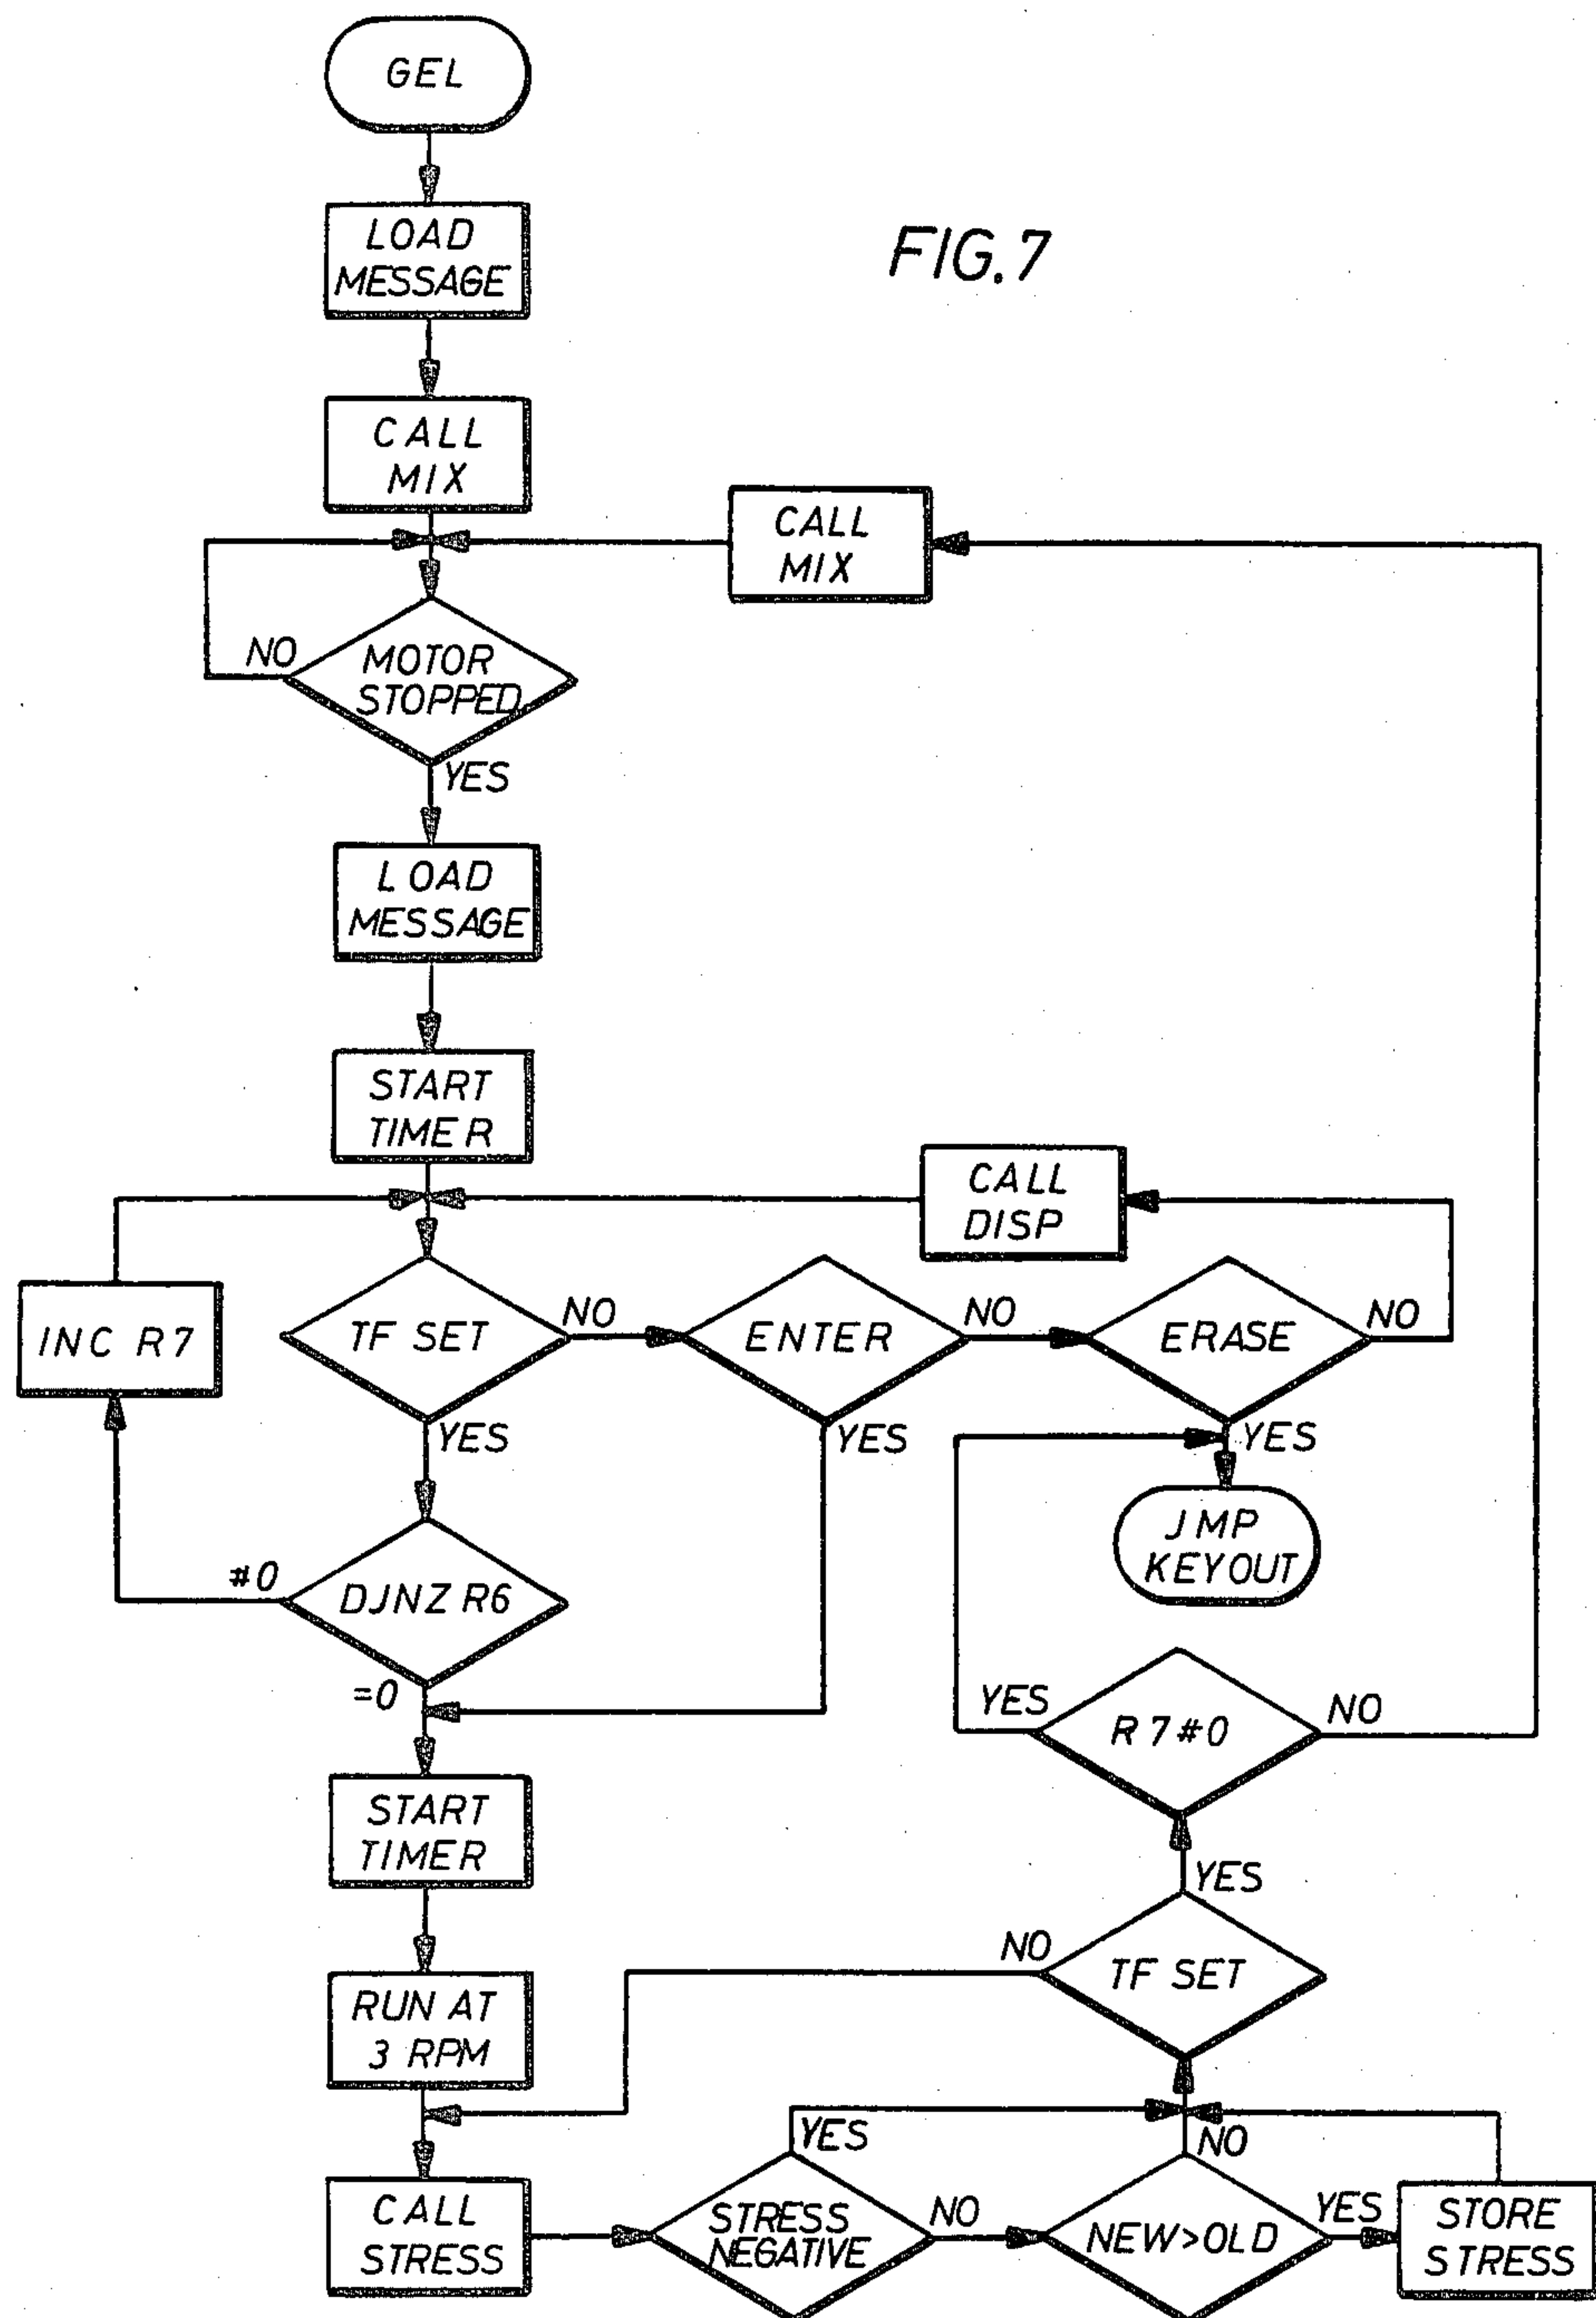 GEL
LOAD
MESSAGE
FIG.7
CALL
MIX
CALL
MIX
NO
MOTOR
STOPPED
YES
LOAD
MESSAGE
START
TIMER
CALL
DISP
INC R7
TF SET
NO
ENTER
NO
ERASE
NO
YES
YES
YES
JMP
KEYOUT
#0
DJNZ R6
=0
YES
R7#0
NO
START
TIMER
YES
NO
TF SET
RUN AT
3 RPM
YES
NO
CALL
STRESS
STRESS
NEGATIVE
NO
NEW>OLD
YES
STORE
STRESS